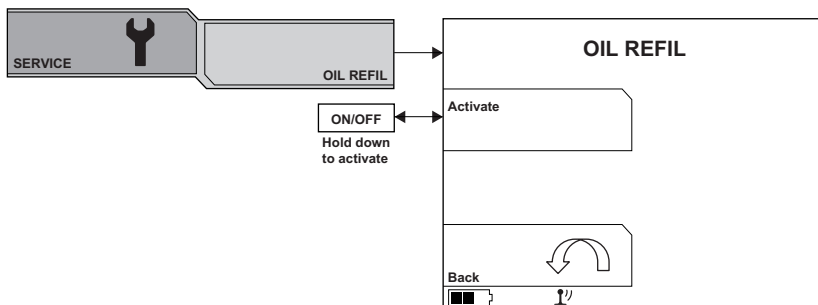 SERVICE
OIL REFIL
OIL REFIL
ON/OFF
Hold down
to activate
Activate
Back